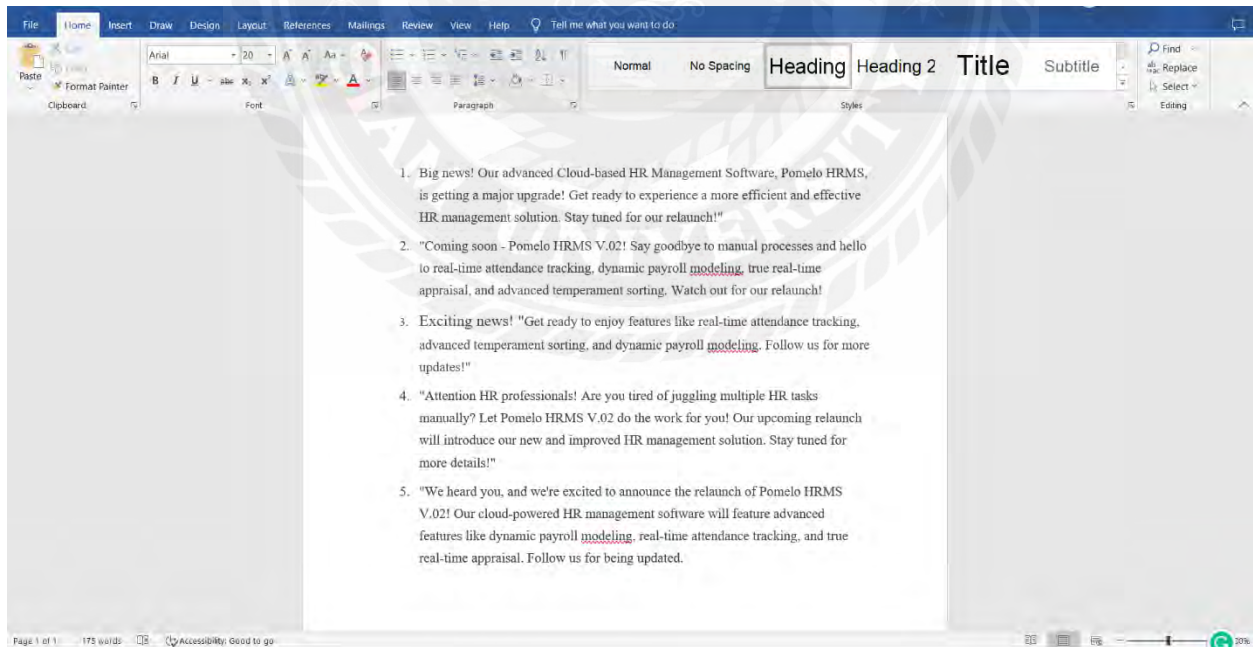 File Home Insert Draw Design Layout References Mailings Review View Help Tell me what you want to do
Paste
Format Painter
Clipboard
Arial 20
Aa
B I U abc x₂ x² A
Font
Paragraph
Normal No Spacing Heading Heading 2 Title Subtitle
Styles
Find
Replace
Select
Editing
UNIVERSITY
1. Big news! Our advanced Cloud-based HR Management Software, Pomelo HRMS,
is getting a major upgrade! Get ready to experience a more efficient and effective
HR management solution. Stay tuned for our relaunch!"
2. "Coming soon - Pomelo HRMS V.02! Say goodbye to manual processes and hello
to real-time attendance tracking, dynamic payroll modeling, true real-time
appraisal, and advanced temperament sorting. Watch out for our relaunch!
3. Exciting news! "Get ready to enjoy features like real-time attendance tracking,
advanced temperament sorting, and dynamic payroll modeling. Follow us for more
updates!"
4. "Attention HR professionals! Are you tired of juggling multiple HR tasks
manually? Let Pomelo HRMS V.02 do the work for you! Our upcoming relaunch
will introduce our new and improved HR management solution. Stay tuned for
more details!"
5. "We heard you, and we're excited to announce the relaunch of Pomelo HRMS
V.02! Our cloud-powered HR management software will feature advanced
features like dynamic payroll modeling, real-time attendance tracking, and true
real-time appraisal. Follow us for being updated.
Page 1 of 1 175 words Accessibility: Good to go